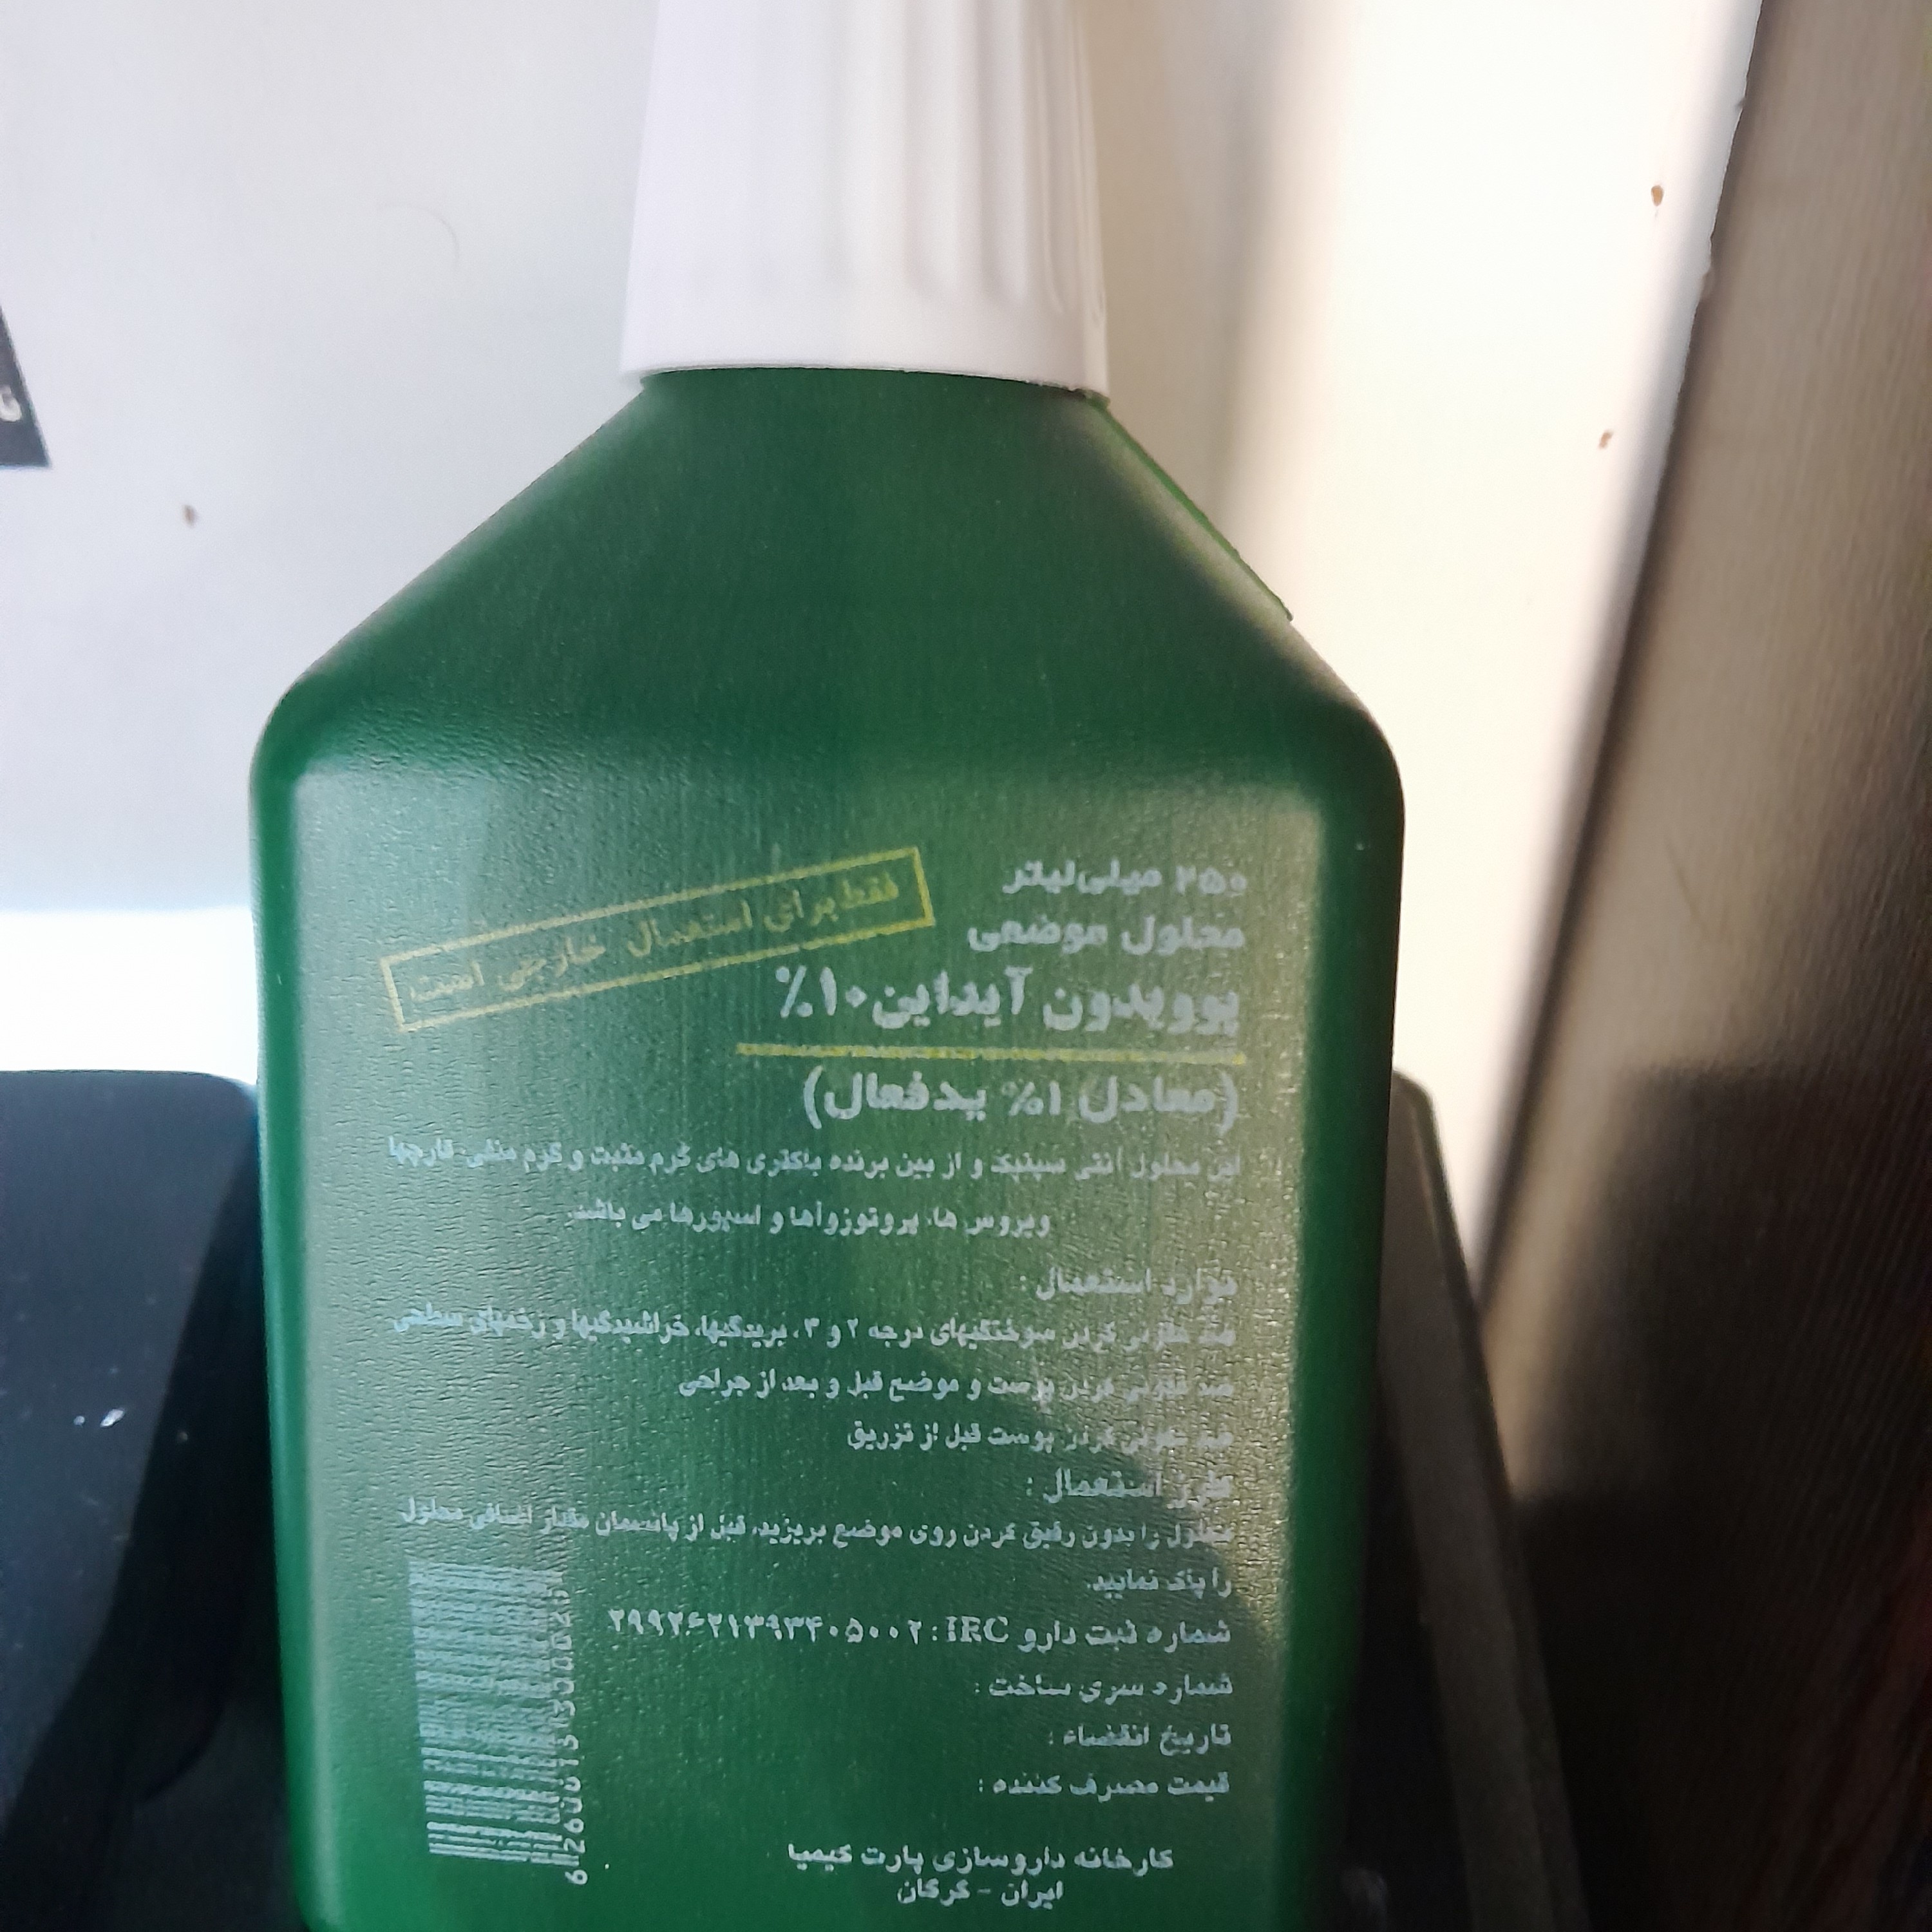 ۲۵۰ میلی‌لیتر
محلول موضعی
فقط برای استعمال خارجی است
پوویدون آیداین ۱۰٪
(معادل ۱٪ یدفعال)
این محلول آنتی سپتیک و از بین برنده باکتری های گرم مثبت و گرم منفی، قارچها
ویروس ها، پروتوزوآها و اسپورها می باشد.
موارد استعمال :
ضد عفونی کردن سوختگیهای درجه ۲ و ۳، بریدگیها، خراشیدگیها و زخمهای سطحی
ضد عفونی کردن پوست و موضع قبل و بعد از جراحی
ضد عفونی کردن پوست قبل از تزریق
طرز استعمال :
محلول را بدون رقیق کردن روی موضع بریزید، قبل از پانسمان مقدار اضافی محلول
را پاک نمایید.
شماره ثبت دارو IRC : ۲۹۹۲۶۲۱۳۹۳۴۰۵۰۰۲
شماره سری ساخت :
تاریخ انقضاء :
قیمت مصرف کننده :
کارخانه داروسازی پارت کیمیا
ایران - گرگان